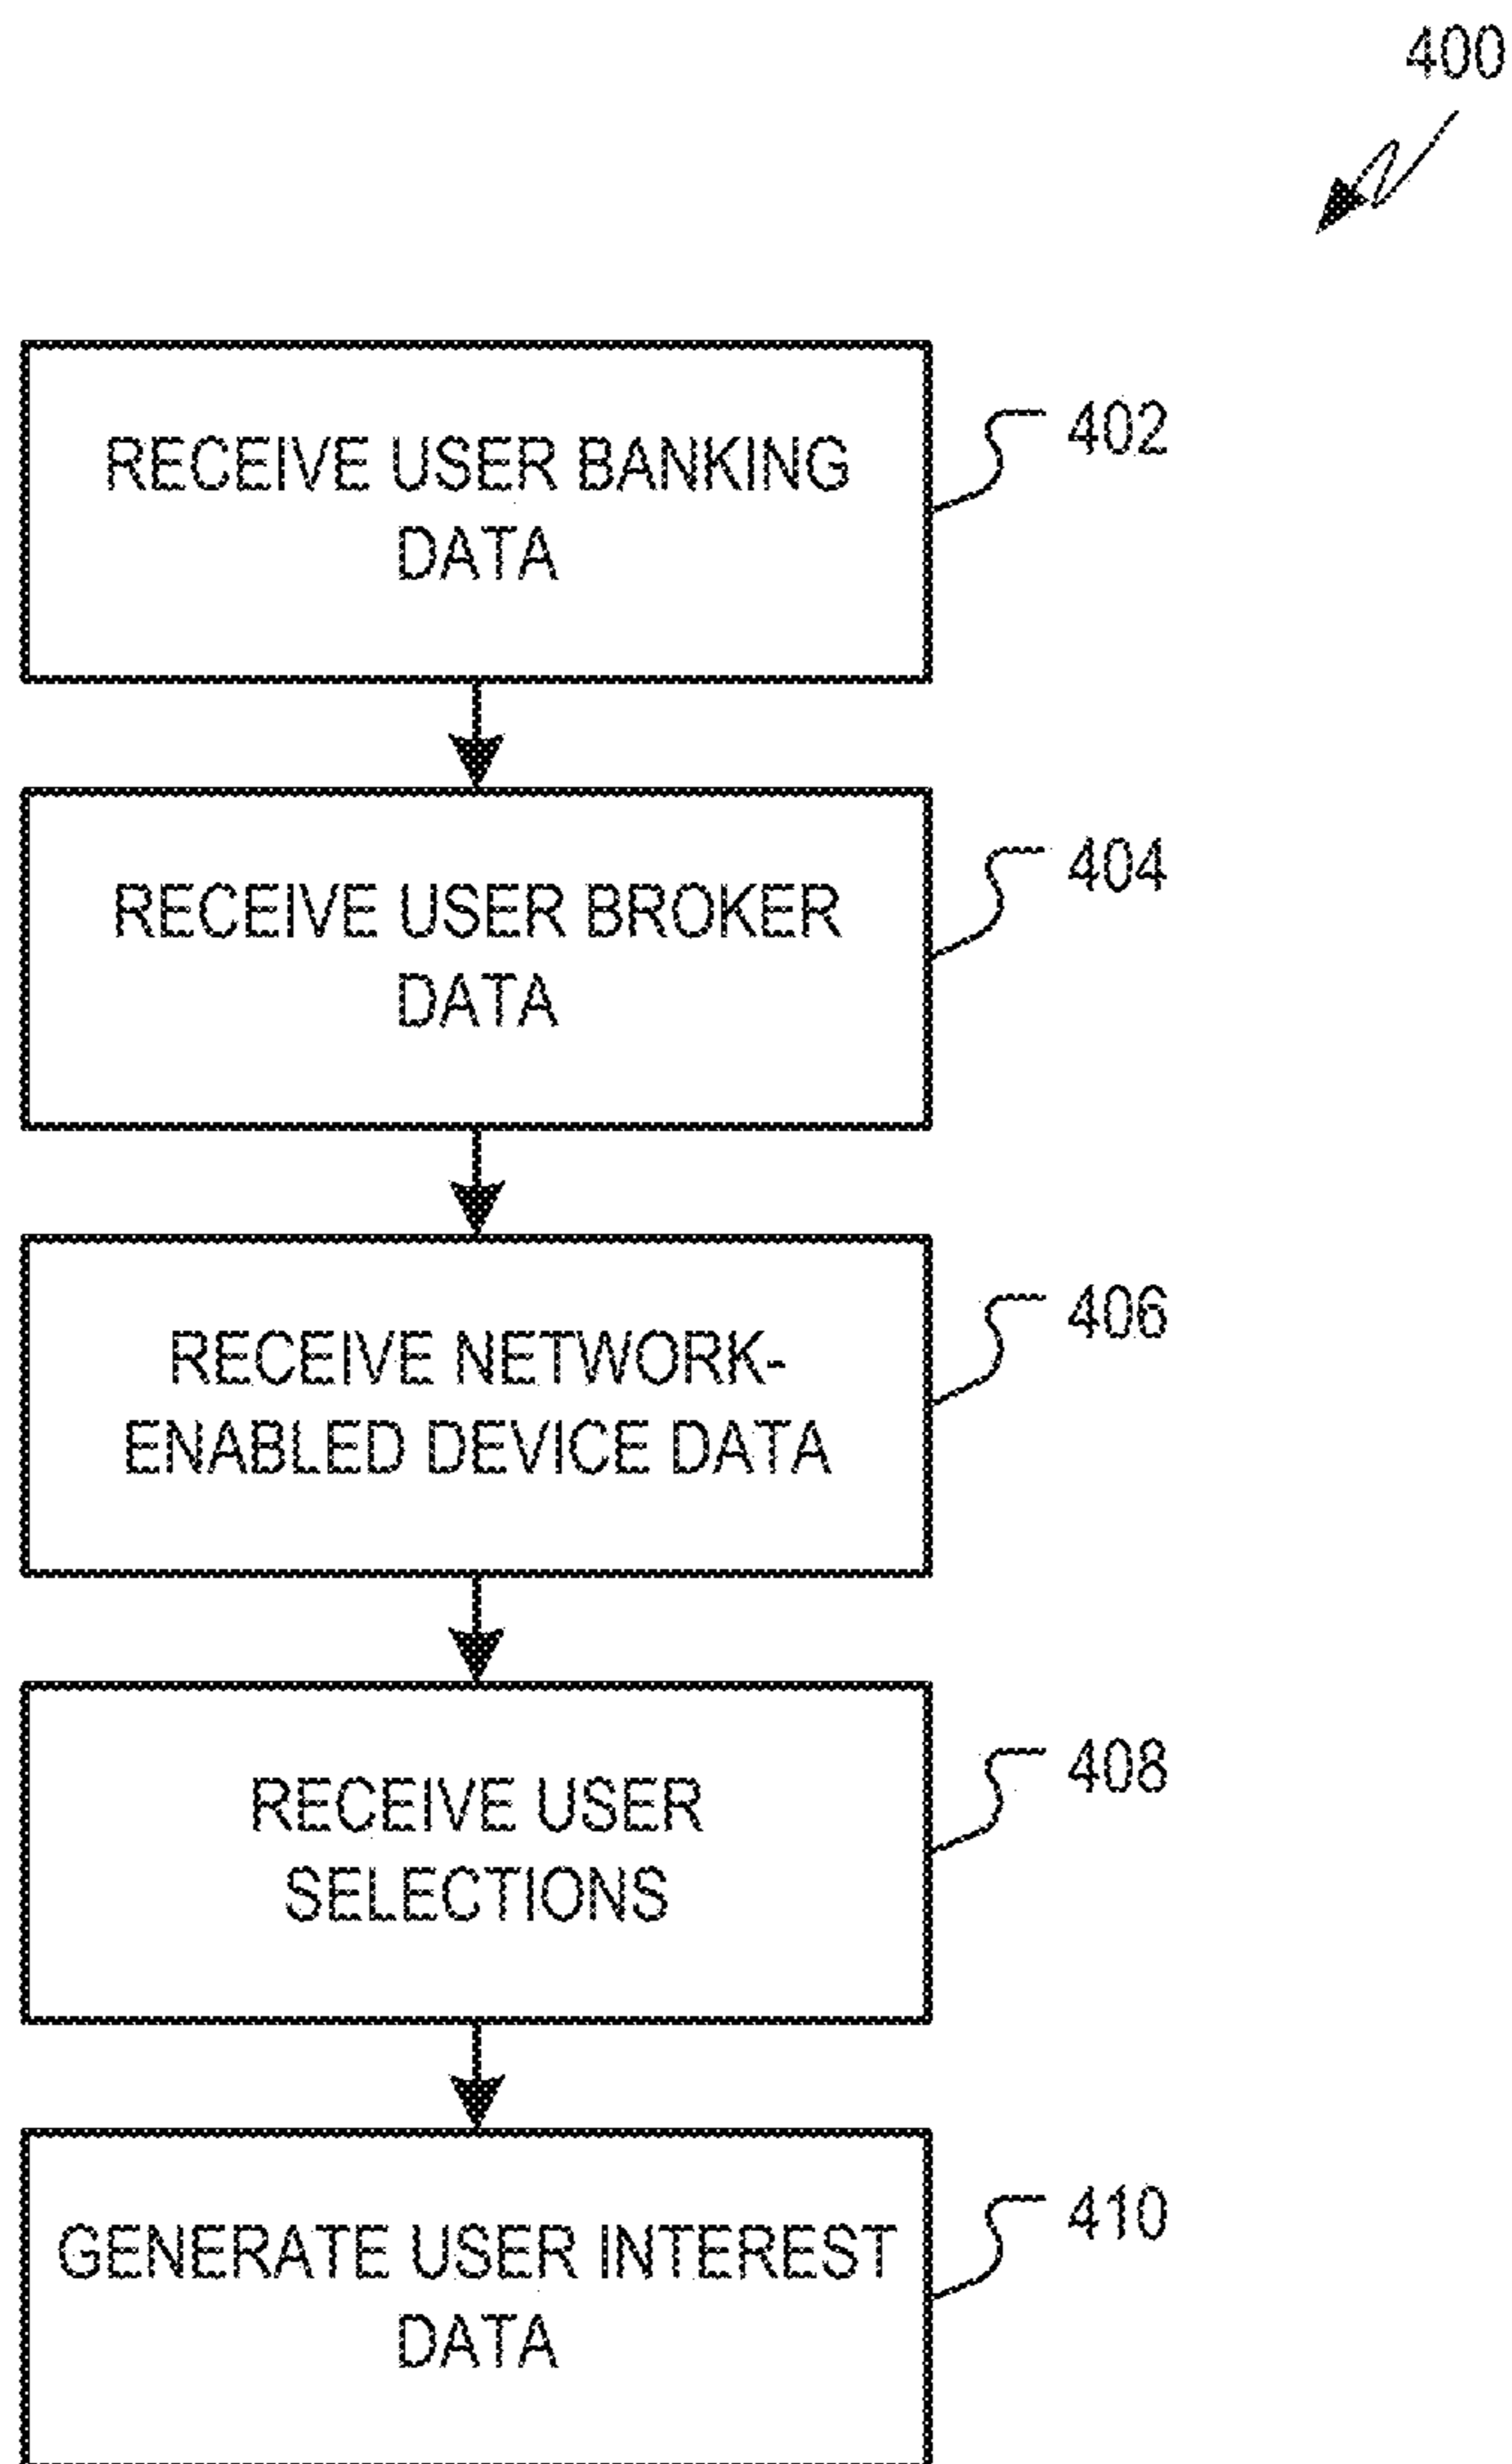 400
RECEIVE USER BANKING
DATA
402
RECEIVE USER BROKER
DATA
404
RECEIVE NETWORK-
ENABLED DEVICE DATA
406
RECEIVE USER
SELECTIONS
408
GENERATE USER INTEREST
DATA
410